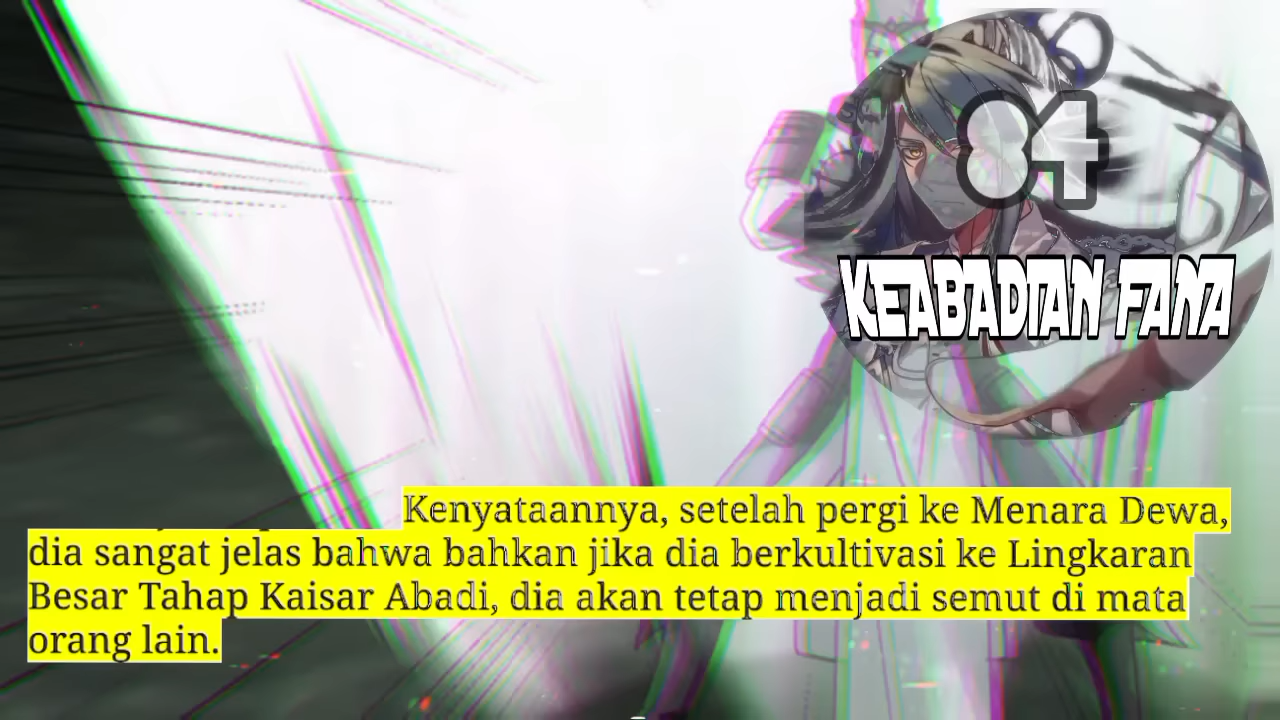 84
KEABADIAN FANA
Kenyataannya, setelah pergi ke Menara Dewa,
dia sangat jelas bahwa bahkan jika dia berkultivasi ke Lingkaran
Besar Tahap Kaisar Abadi, dia akan tetap menjadi semut di mata
orang lain.